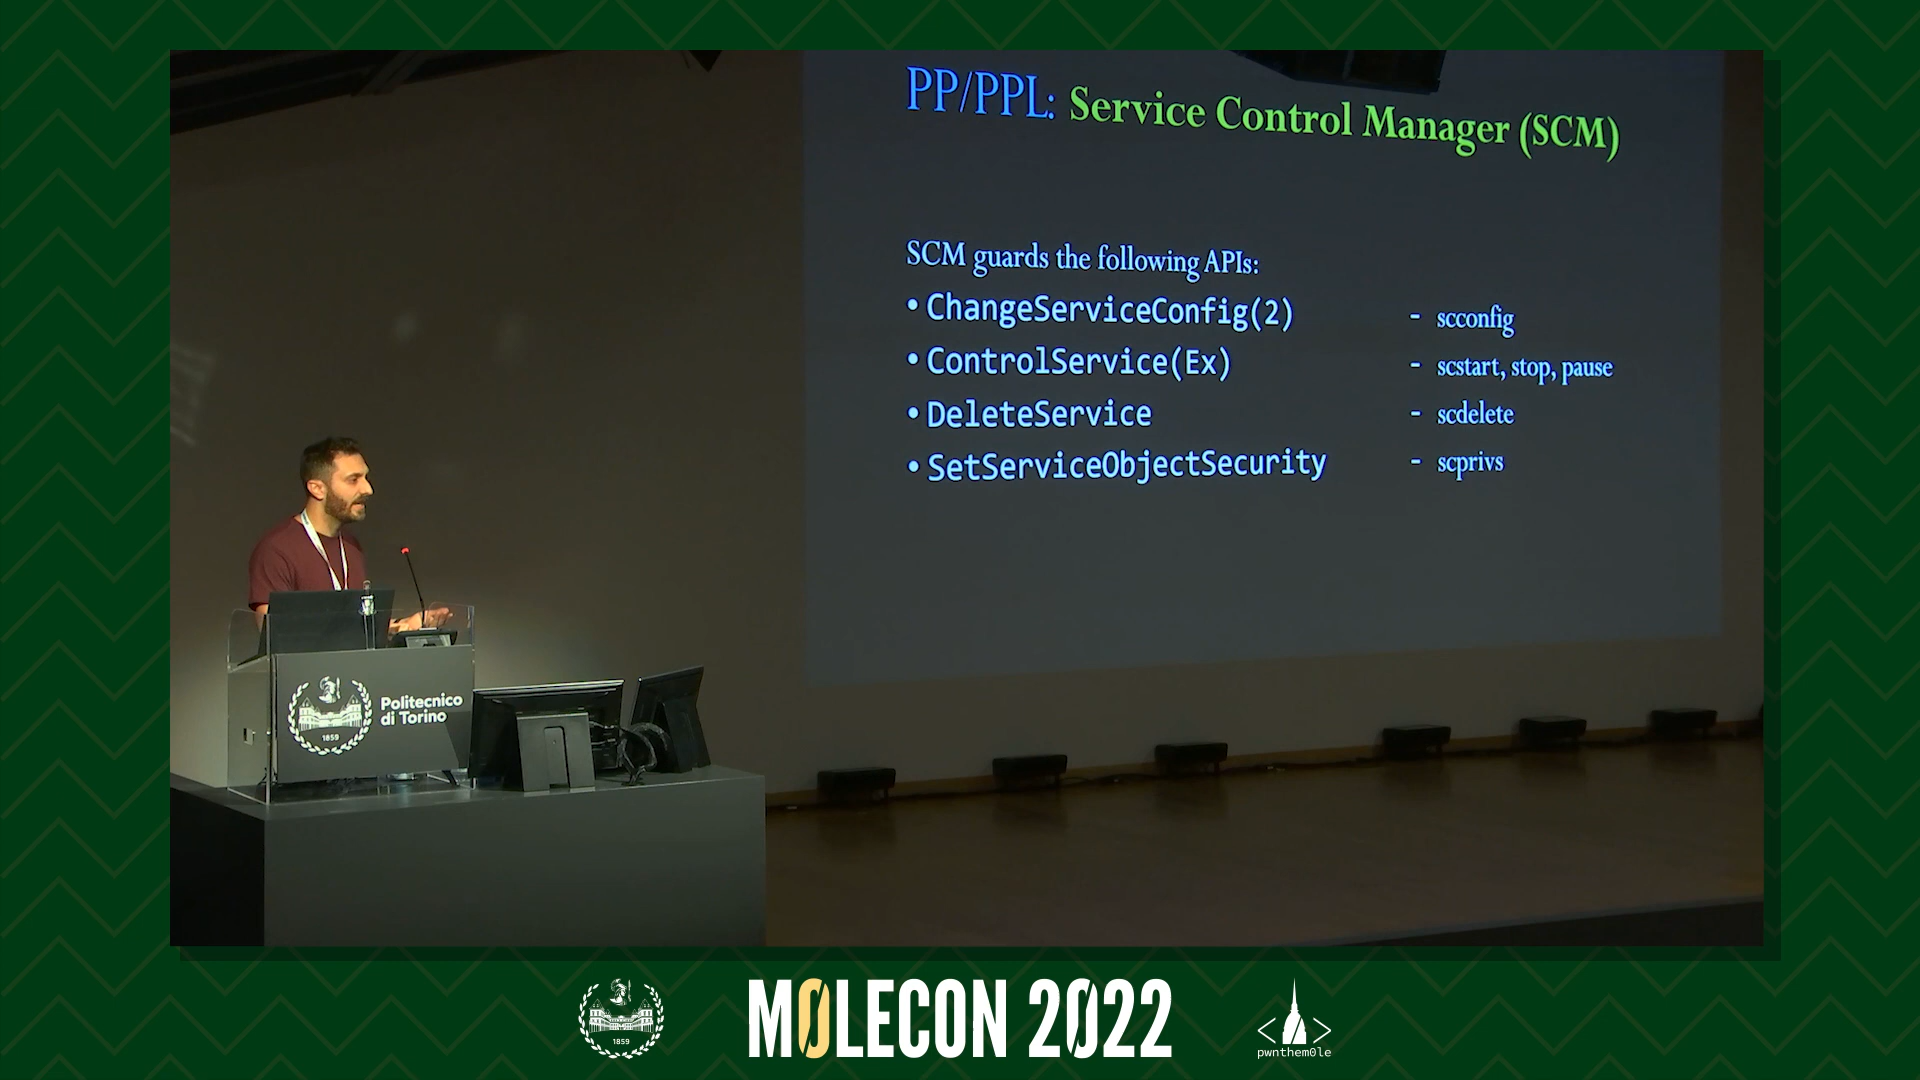 PP/PPL: Service Control Manager (SCM)
SCM guards the following APIs:
• ChangeServiceConfig(2) - scconfig
• ControlService(Ex) - scstart, stop, pause
• DeleteService - scdelete
• SetServiceObjectSecurity - scprivs
Politecnico
di Torino
1859
1859
MØLECON 2022
pwnthem0le